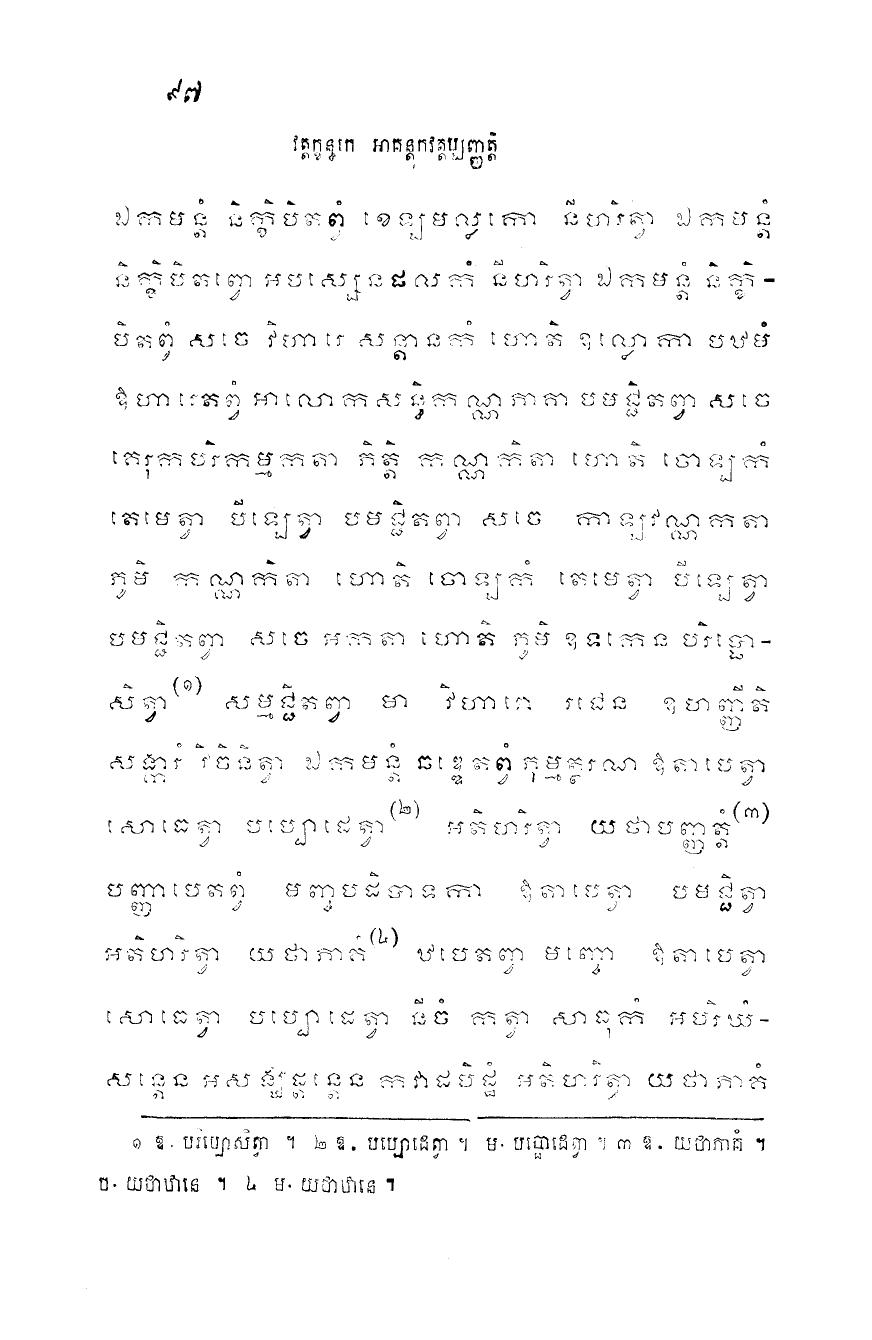 ៩៧
វត្តក្ខន្ធកេ អាគន្តុកវត្តប្បញ្ញត្តិ
ឯកមន្តំ និក្ខិបិតព្វំ ខេឡមល្លកោ នីហរិត្វា ឯកមន្តំ
និក្ខិបិតព្វោ អបស្សេនផលកំ នីហរិត្វា ឯកមន្តំ និក្ខិ-
បិតព្វំ សចេ វិហារេ សន្តានកំ ហោតិ ឧល្លោកា បឋមំ
ឱហារេតព្វំ អាលោកសន្ធិកណ្ណភាគា បមជ្ជិតព្វា សចេ
គេរុកបរិកម្មកតា ភិត្តិ កណ្ណកិតា ហោតិ ចោឡកំ
តេមេត្វា បីឡេត្វា បមជ្ជិតព្វា សចេ កាឡវណ្ណកតា
ភូមិ កណ្ណកិតា ហោតិ ចោឡកំ តេមេត្វា បីឡេត្វា
បមជ្ជិតព្វា សចេ អកតា ហោតិ ភូមិ ឧទកេន បរិប្ផោ-
សិត្វា(១) សម្មជ្ជិតព្វា មា វិហារោ រជេន ឧហញ្ញីតិ
សង្ការំ វិចិនិត្វា ឯកមន្តំ ឆឌ្ឌេតព្វំ ភុម្មត្ថរណំ ឱតាបេត្វា
សោធេត្វា បប្បោដេត្វា(២) អតិហរិត្វា យថាបញ្ញត្តំ(៣)
បញ្ញាបេតព្វំ មញ្ចបដិបាទកា ឱតាបេត្វា បមជ្ជិត្វា
អតិហរិត្វា យថាភាគំ(៤) ឋបេតព្វា មញ្ចោ ឱតាបេត្វា
សោធេត្វា បប្បោដេត្វា នីចំ កត្វា សាធុកំ អបរិឃំ-
សន្តេន អសង្ឃដ្ដន្តេន កវាដបិដ្ឋំ អតិហរិត្វា យថាភាគំ
១ ឱ. បរិប្បោសិត្វា ។ ២ ឱ. បប្បោដេត្វា ។ ម. បប្ផោដេត្វា ។ ៣ ឱ. យថាភាគំ ។
ច. យថាឋានេ ។ ៤ ម. យថាឋានេ ។